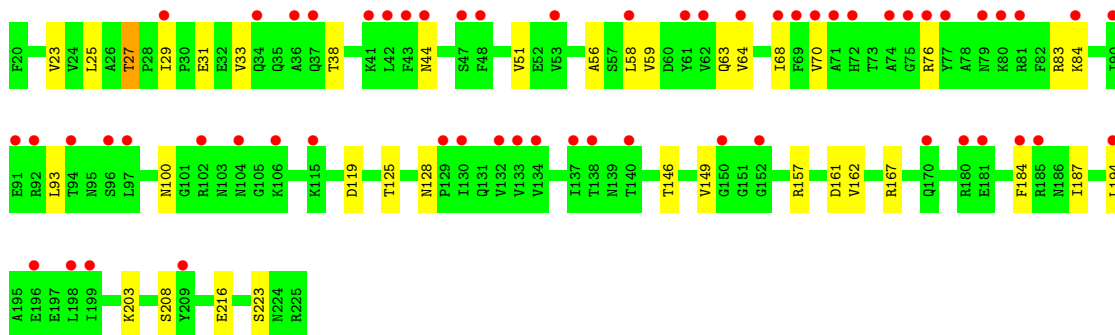 F20 V23 V24 L25 A26 T27 P28 I29 P30 E31 E32 V33 Q34 Q35 A36 Q37 T38 K41 L42 F43 N44 S47 F48 V51 E52 V53 A56 S57 L58 V59 D60 Y61 V62 Q63 V64 I68 F69 V70 A71 H72 T73 A74 G75 R76 Y77 A78 N79 K80 R81 F82 R83 K84
E91 R92 L93 T94 N95 S96 L97 N100 G101 R102 N103 N104 G105 K106 K115 D119 T125 N128 P129 I130 Q131 V132 V133 V134 I137 T138 N139 T140 T146 V149 G150 G151 G152 R157 D161 V162 R167 Q170 R180 E181 F184 R185 N186 I187
A195 E196 E197 L198 I199 K203 S208 Y209 E216 S223 N224 R225